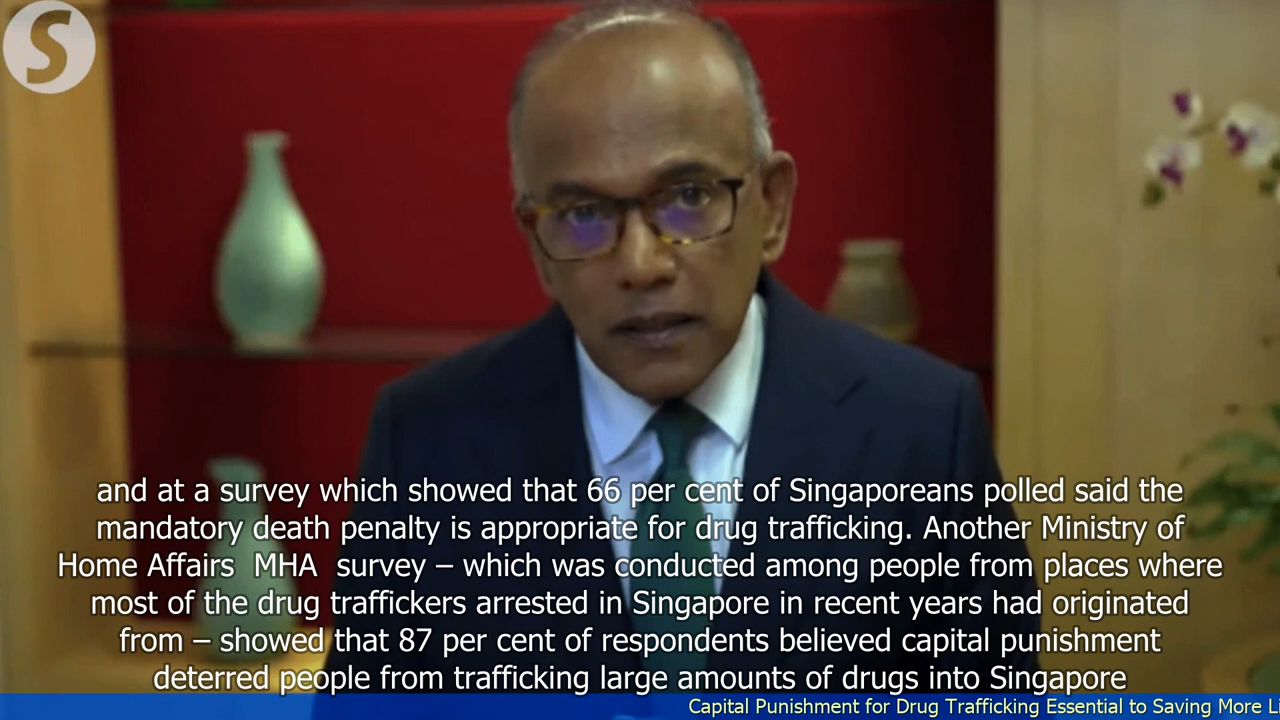 S
and at a survey which showed that 66 per cent of Singaporeans polled said the
mandatory death penalty is appropriate for drug trafficking. Another Ministry of
Home Affairs  MHA  survey – which was conducted among people from places where
most of the drug traffickers arrested in Singapore in recent years had originated
from – showed that 87 per cent of respondents believed capital punishment
deterred people from trafficking large amounts of drugs into Singapore
Capital Punishment for Drug Trafficking Essential to Saving More Li